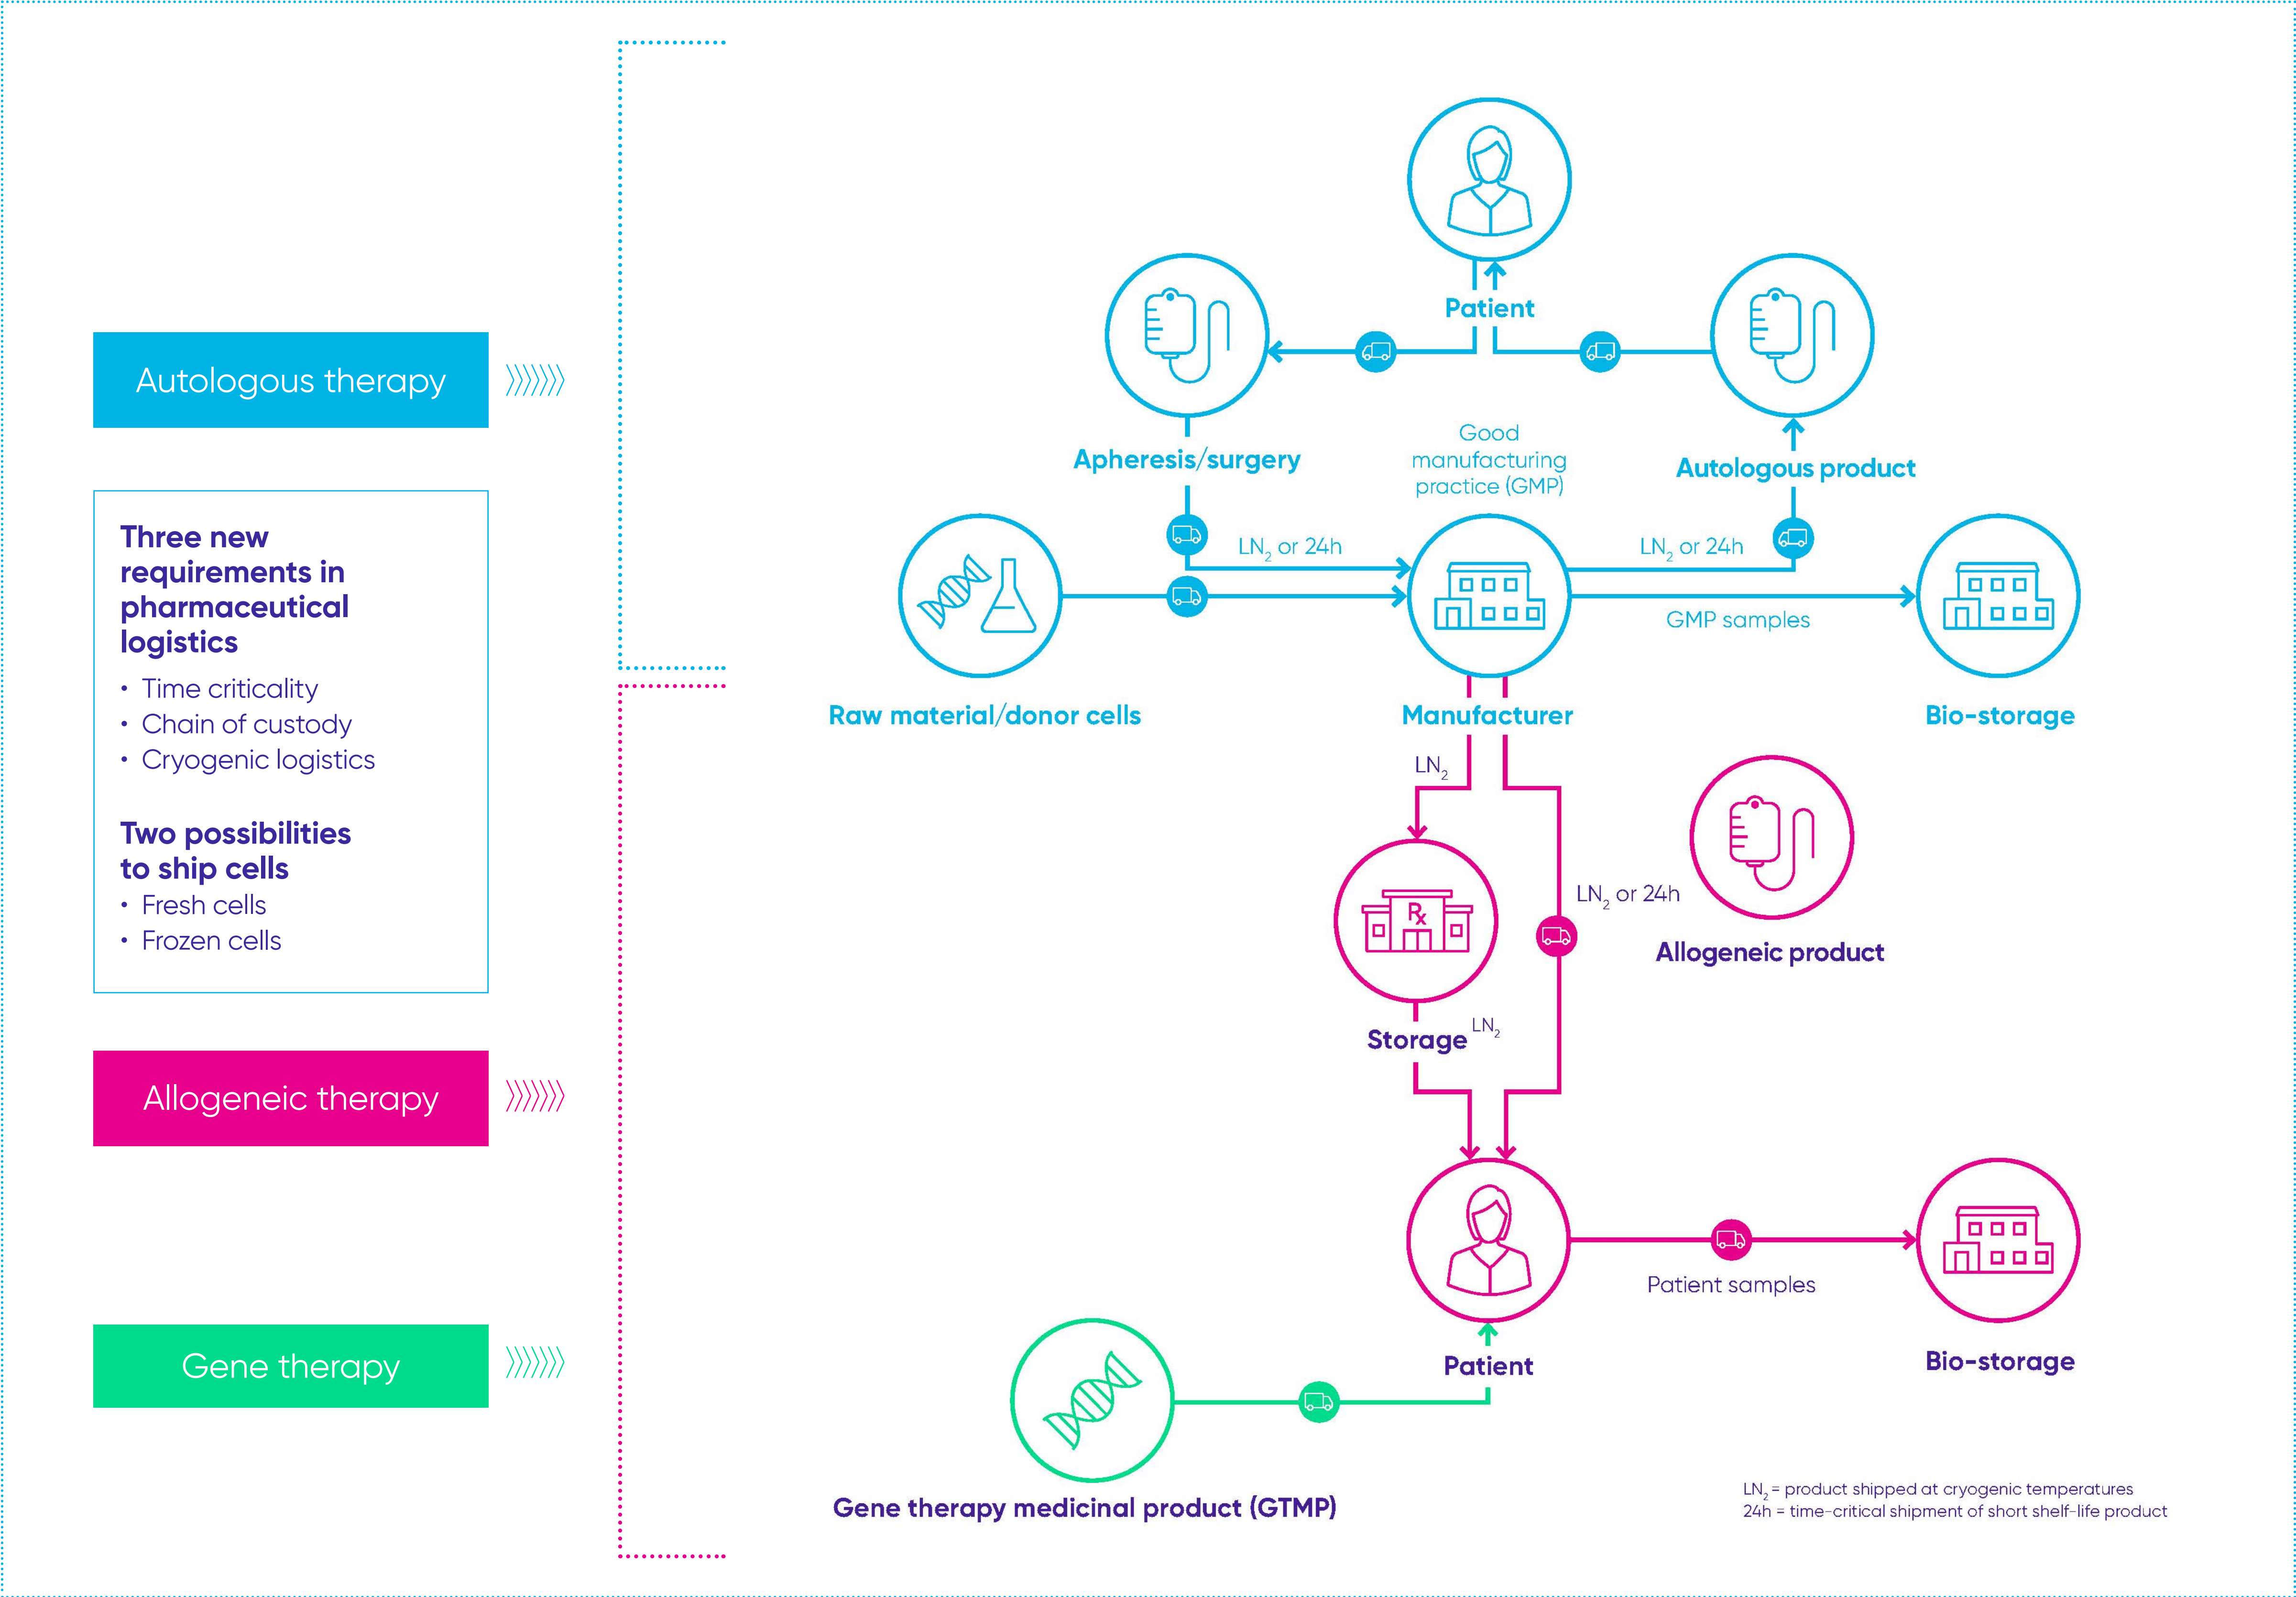 Autologous therapy
Three new
requirements in
pharmaceutical
logistics
• Time criticality
• Chain of custody
• Cryogenic logistics
Two possibilities
to ship cells
• Fresh cells
• Frozen cells
Allogeneic therapy
Gene therapy
Patient
Apheresis/surgery
Good
manufacturing
practice (GMP)
Autologous product
LN₂ or 24h
LN₂ or 24h
GMP samples
Raw material/donor cells
Manufacturer
Bio-storage
LN₂
Rx
LN₂ or 24h
Allogeneic product
Storage
LN₂
Patient samples
Patient
Bio-storage
Gene therapy medicinal product (GTMP)
LN₂ = product shipped at cryogenic temperatures
24h = time-critical shipment of short shelf-life product